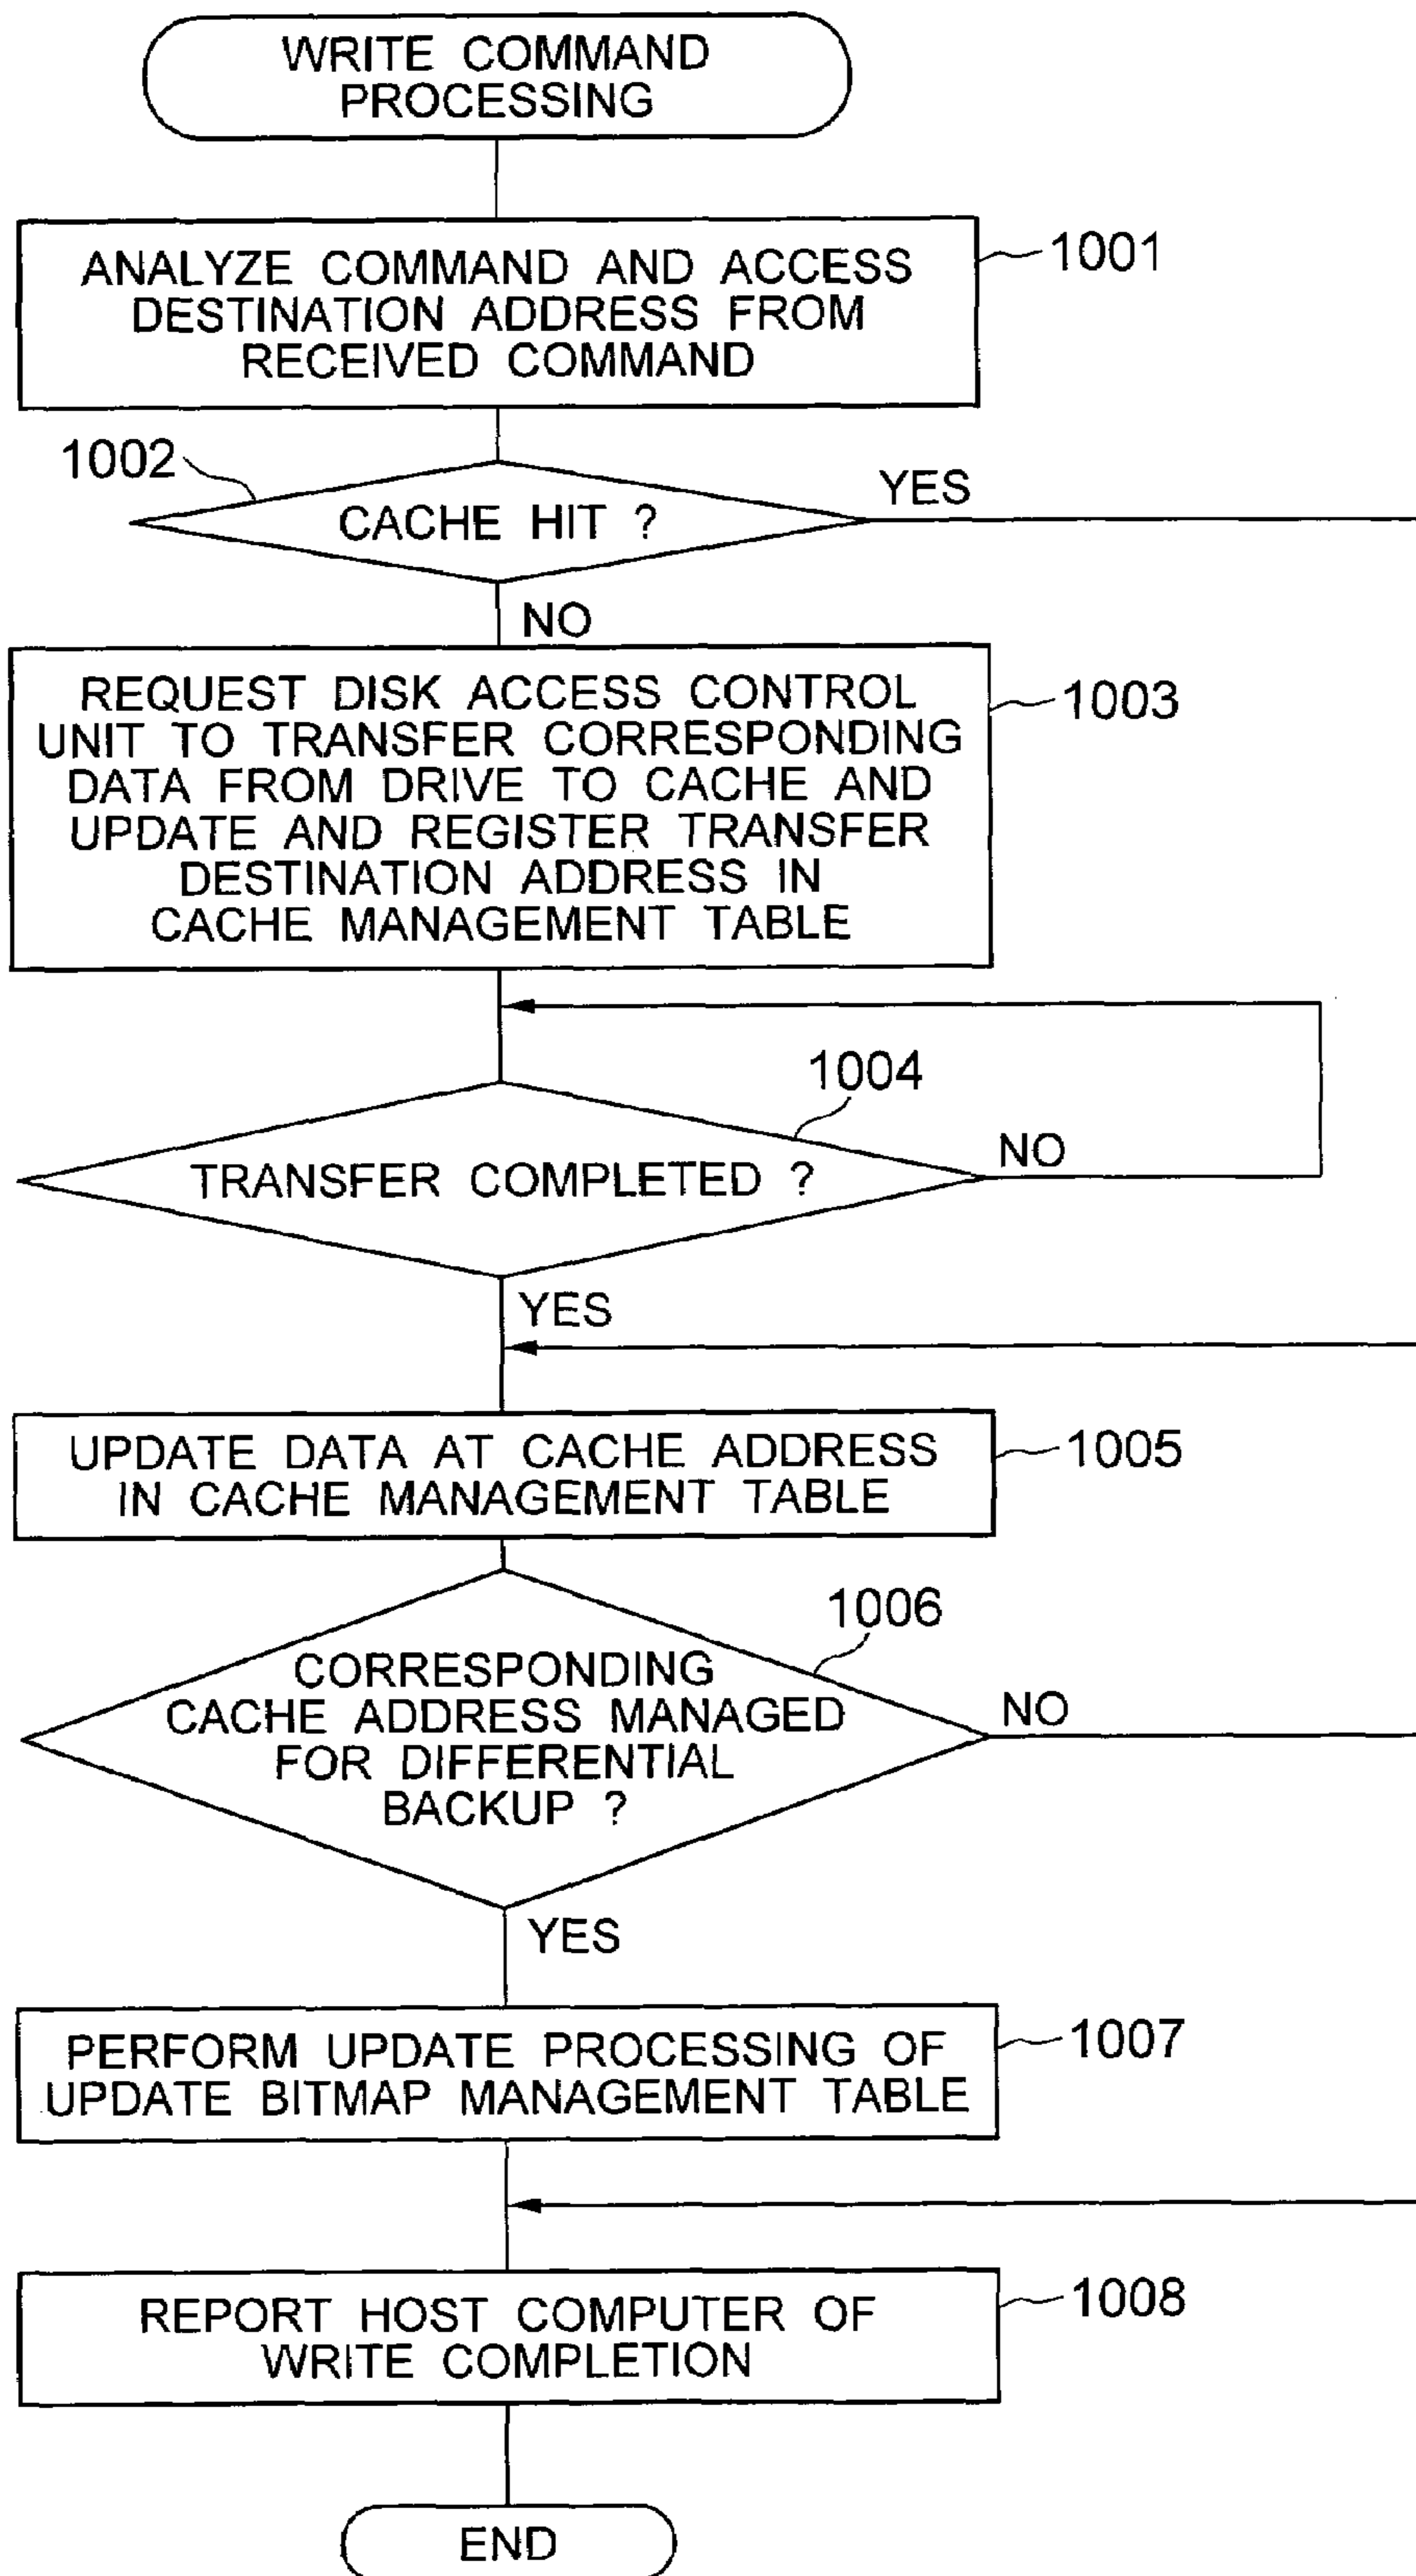 WRITE COMMAND
PROCESSING
ANALYZE COMMAND AND ACCESS
DESTINATION ADDRESS FROM
RECEIVED COMMAND
1001
1002
CACHE HIT ?
YES
NO
REQUEST DISK ACCESS CONTROL
UNIT TO TRANSFER CORRESPONDING
DATA FROM DRIVE TO CACHE AND
UPDATE AND REGISTER TRANSFER
DESTINATION ADDRESS IN
CACHE MANAGEMENT TABLE
1003
1004
TRANSFER COMPLETED ?
NO
YES
UPDATE DATA AT CACHE ADDRESS
IN CACHE MANAGEMENT TABLE
1005
1006
CORRESPONDING
CACHE ADDRESS MANAGED
FOR DIFFERENTIAL
BACKUP ?
NO
YES
PERFORM UPDATE PROCESSING OF
UPDATE BITMAP MANAGEMENT TABLE
1007
REPORT HOST COMPUTER OF
WRITE COMPLETION
1008
END